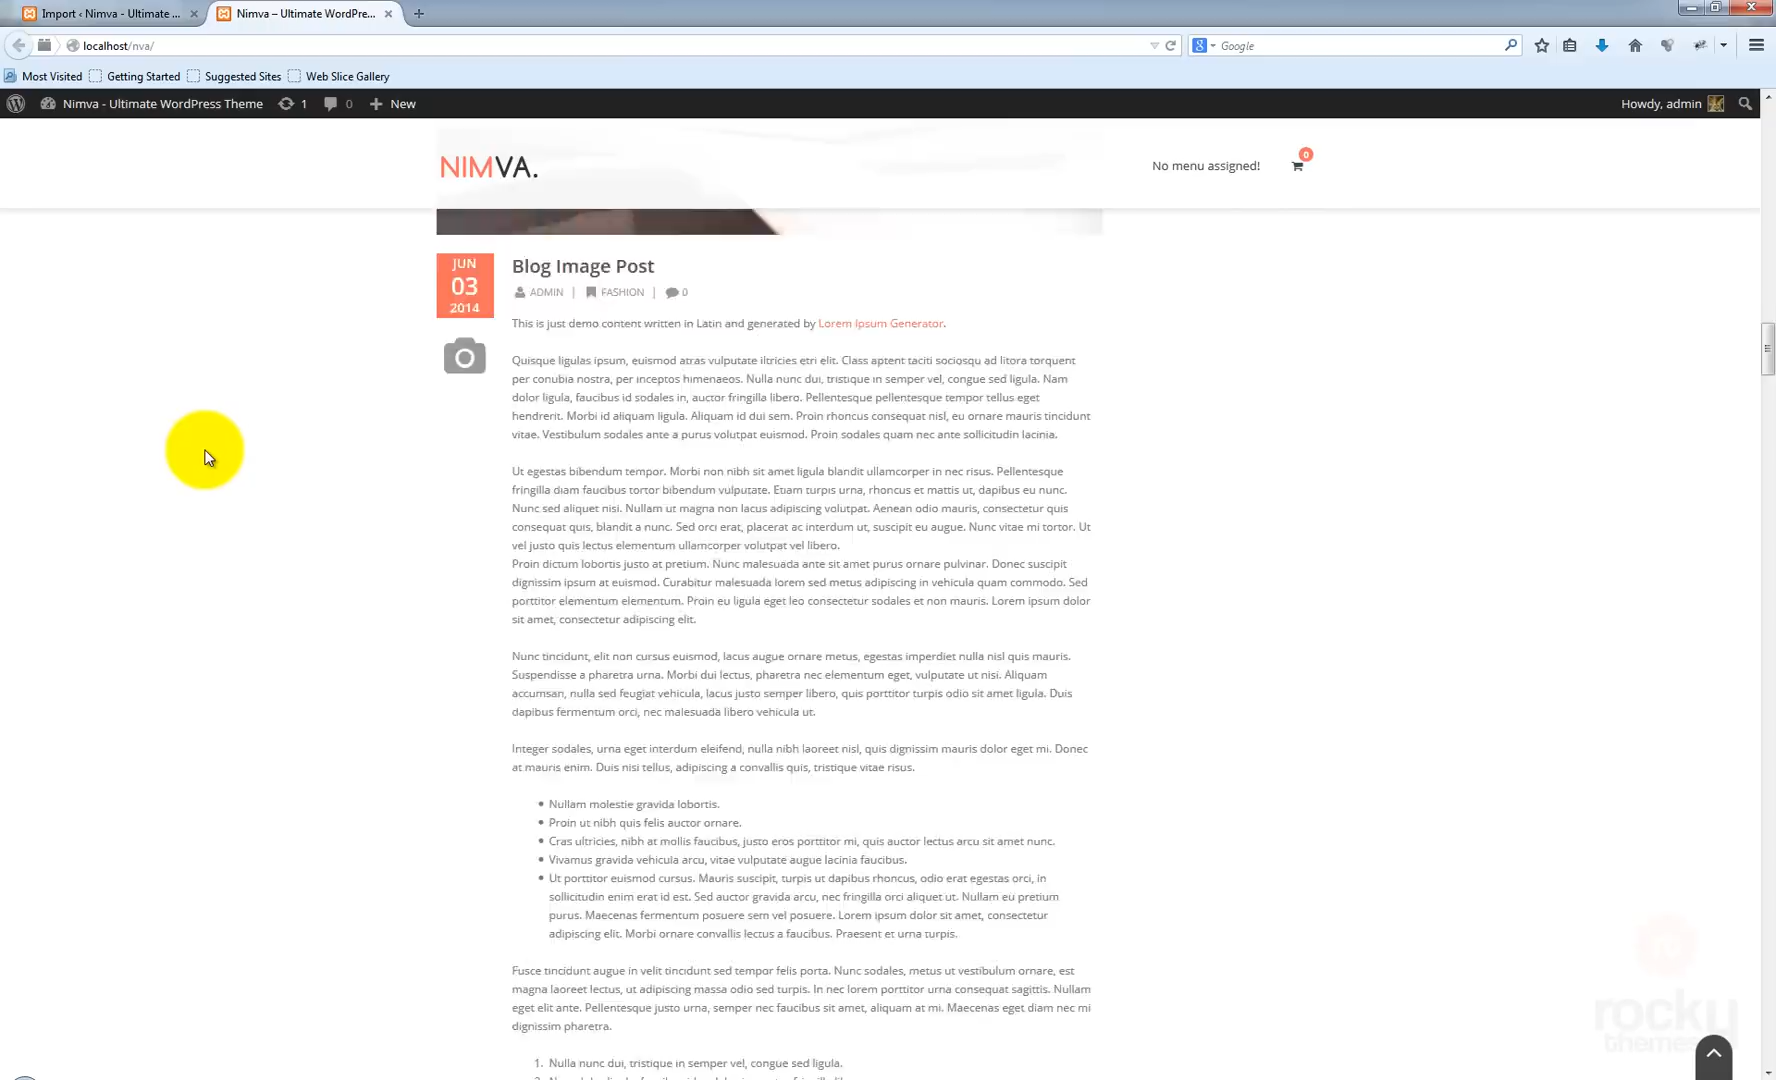 Import ‹ Nimva - Ultimate ...
Nimva – Ultimate WordPre...
localhost/nva/
Google
Most Visited
Getting Started
Suggested Sites
Web Slice Gallery
Nimva - Ultimate WordPress Theme
1
0
New
Howdy, admin
NIMVA.
No menu assigned!
0
JUN
03
2014
Blog Image Post
ADMIN | FASHION | 0
This is just demo content written in Latin and generated by Lorem Ipsum Generator.
Quisque ligulas ipsum, euismod atras vulputate iltricies etri elit. Class aptent taciti sociosqu ad litora torquent
per conubia nostra, per inceptos himenaeos. Nulla nunc dui, tristique in semper vel, congue sed ligula. Nam
dolor ligula, faucibus id sodales in, auctor fringilla libero. Pellentesque pellentesque tempor tellus eget
hendrerit. Morbi id aliquam ligula. Aliquam id dui sem. Proin rhoncus consequat nisl, eu ornare mauris tincidunt
vitae. Vestibulum sodales ante a purus volutpat euismod. Proin sodales quam nec ante sollicitudin lacinia.
Ut egestas bibendum tempor. Morbi non nibh sit amet ligula blandit ullamcorper in nec risus. Pellentesque
fringilla diam faucibus tortor bibendum vulputate. Etiam turpis urna, rhoncus et mattis ut, dapibus eu nunc.
Nunc sed aliquet nisi. Nullam ut magna non lacus adipiscing volutpat. Aenean odio mauris, consectetur quis
consequat quis, blandit a nunc. Sed orci erat, placerat ac interdum ut, suscipit eu augue. Nunc vitae mi tortor. Ut
vel justo quis lectus elementum ullamcorper volutpat vel libero.
Proin dictum lobortis justo at pretium. Nunc malesuada ante sit amet purus ornare pulvinar. Donec suscipit
dignissim ipsum at euismod. Curabitur malesuada lorem sed metus adipiscing in vehicula quam commodo. Sed
porttitor elementum elementum. Proin eu ligula eget leo consectetur sodales et non mauris. Lorem ipsum dolor
sit amet, consectetur adipiscing elit.
Nunc tincidunt, elit non cursus euismod, lacus augue ornare metus, egestas imperdiet nulla nisl quis mauris.
Suspendisse a pharetra urna. Morbi dui lectus, pharetra nec elementum eget, vulputate ut nisi. Aliquam
accumsan, nulla sed feugiat vehicula, lacus justo semper libero, quis porttitor turpis odio sit amet ligula. Duis
dapibus fermentum orci, nec malesuada libero vehicula ut.
Integer sodales, urna eget interdum eleifend, nulla nibh laoreet nisl, quis dignissim mauris dolor eget mi. Donec
at mauris enim. Duis nisi tellus, adipiscing a convallis quis, tristique vitae risus.
• Nullam molestie gravida lobortis.
• Proin ut nibh quis felis auctor ornare.
• Cras ultricies, nibh at mollis faucibus, justo eros porttitor mi, quis auctor lectus arcu sit amet nunc.
• Vivamus gravida vehicula arcu, vitae vulputate augue lacinia faucibus.
• Ut porttitor euismod cursus. Mauris suscipit, turpis ut dapibus rhoncus, odio erat egestas orci, in
sollicitudin enim erat id est. Sed auctor gravida arcu, nec fringilla orci aliquet ut. Nullam eu pretium
purus. Maecenas fermentum posuere sem vel posuere. Lorem ipsum dolor sit amet, consectetur
adipiscing elit. Morbi ornare convallis lectus a faucibus. Praesent et urna turpis.
Fusce tincidunt augue in velit tincidunt sed tempor felis porta. Nunc sodales, metus ut vestibulum ornare, est
magna laoreet lectus, ut adipiscing massa odio sed turpis. In nec lorem porttitor urna consequat sagittis. Nullam
eget elit ante. Pellentesque justo urna, semper nec faucibus sit amet, aliquam at mi. Maecenas eget diam nec mi
dignissim pharetra.
1. Nulla nunc dui, tristique in semper vel, congue sed ligula.
rocky
themes